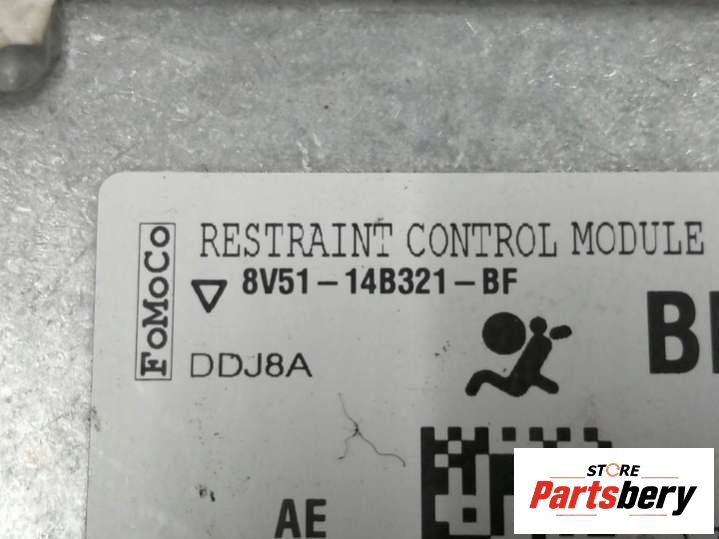 FoMoCo
RESTRAINT CONTROL MODULE
8V51-14B321-BF
DDJ8A
AE
STORE
Partsbery